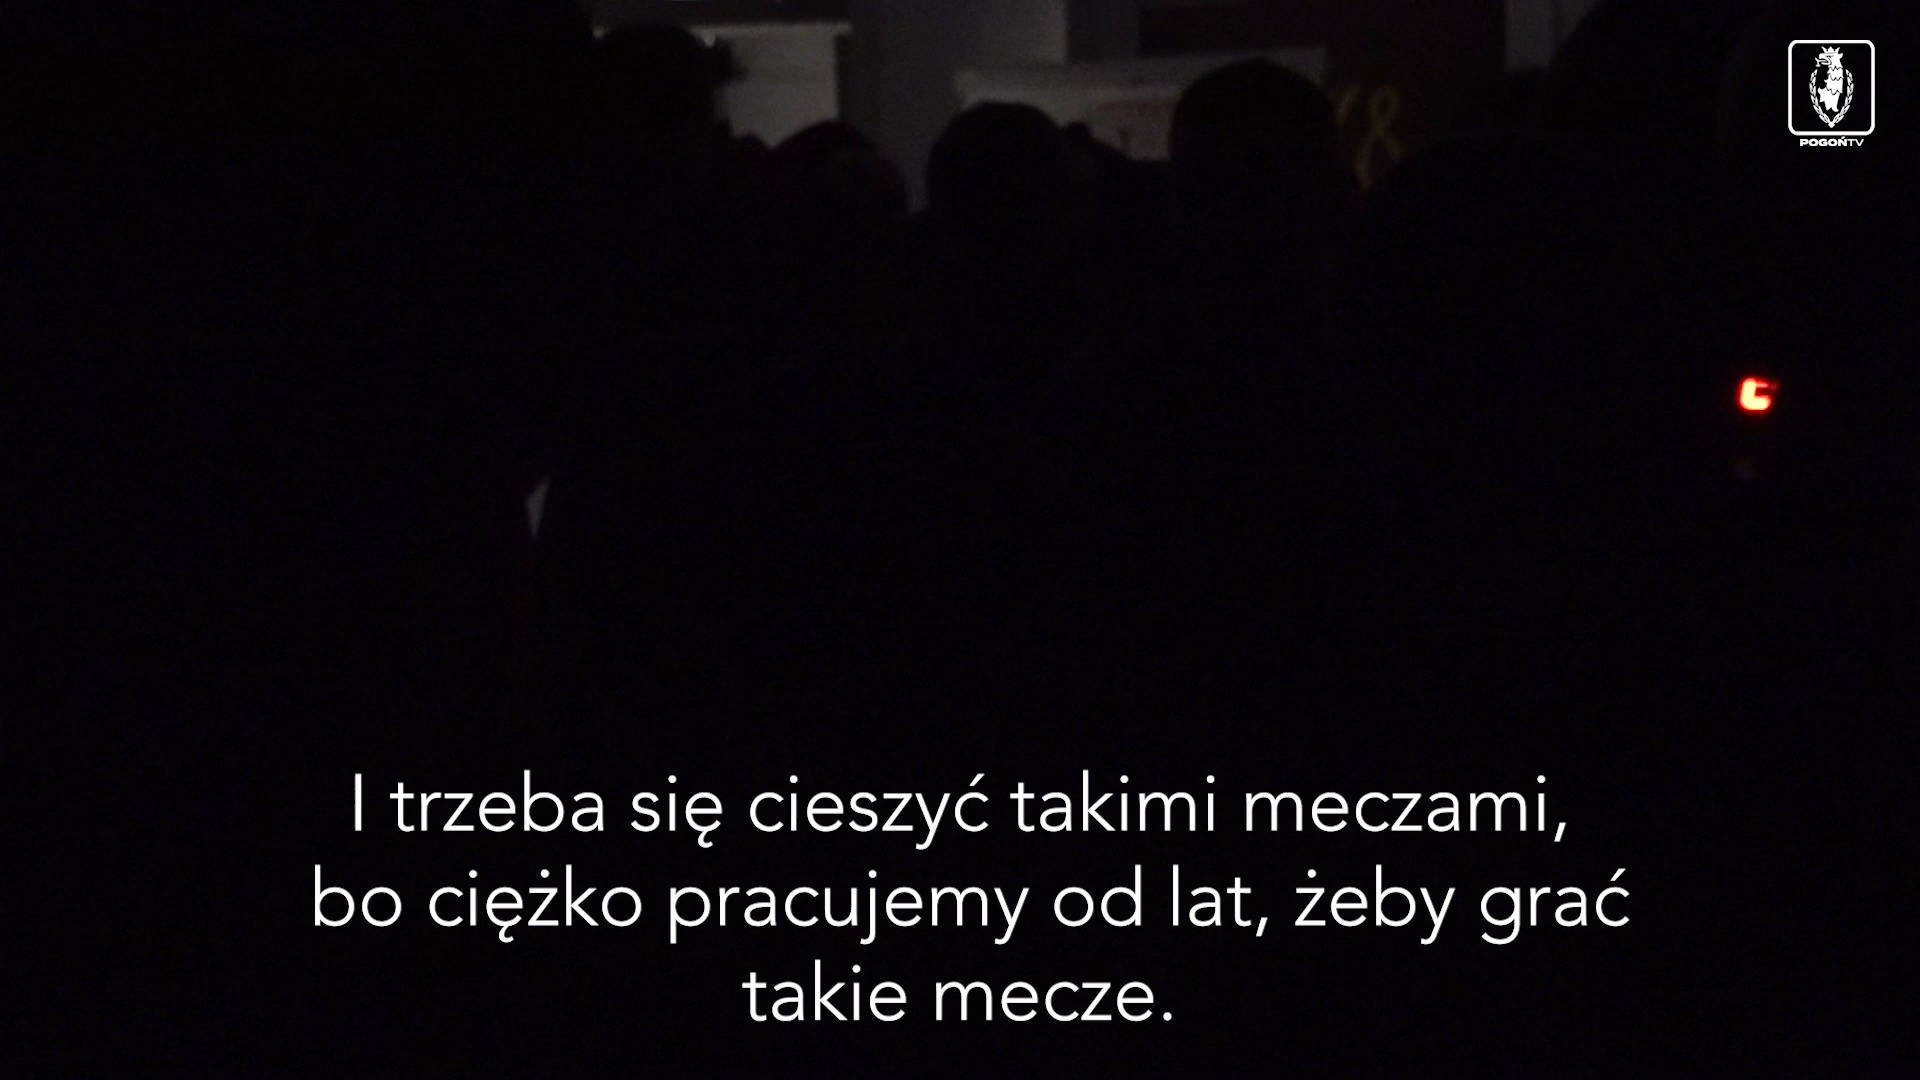 POGOŃTV
I trzeba się cieszyć takimi meczami,
bo ciężko pracujemy od lat, żeby grać
takie mecze.